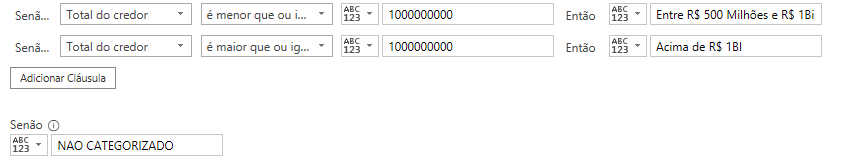 Senã... Total do credor é menor que ou i... ABC 123 1000000000 Então ABC 123 Entre R$ 500 Milhões e R$ 1Bi
Senã... Total do credor é maior que ou ig... ABC 123 1000000000 Então ABC 123 Acima de R$ 1BI
Adicionar Cláusula
Senão
ABC 123 NAO CATEGORIZADO